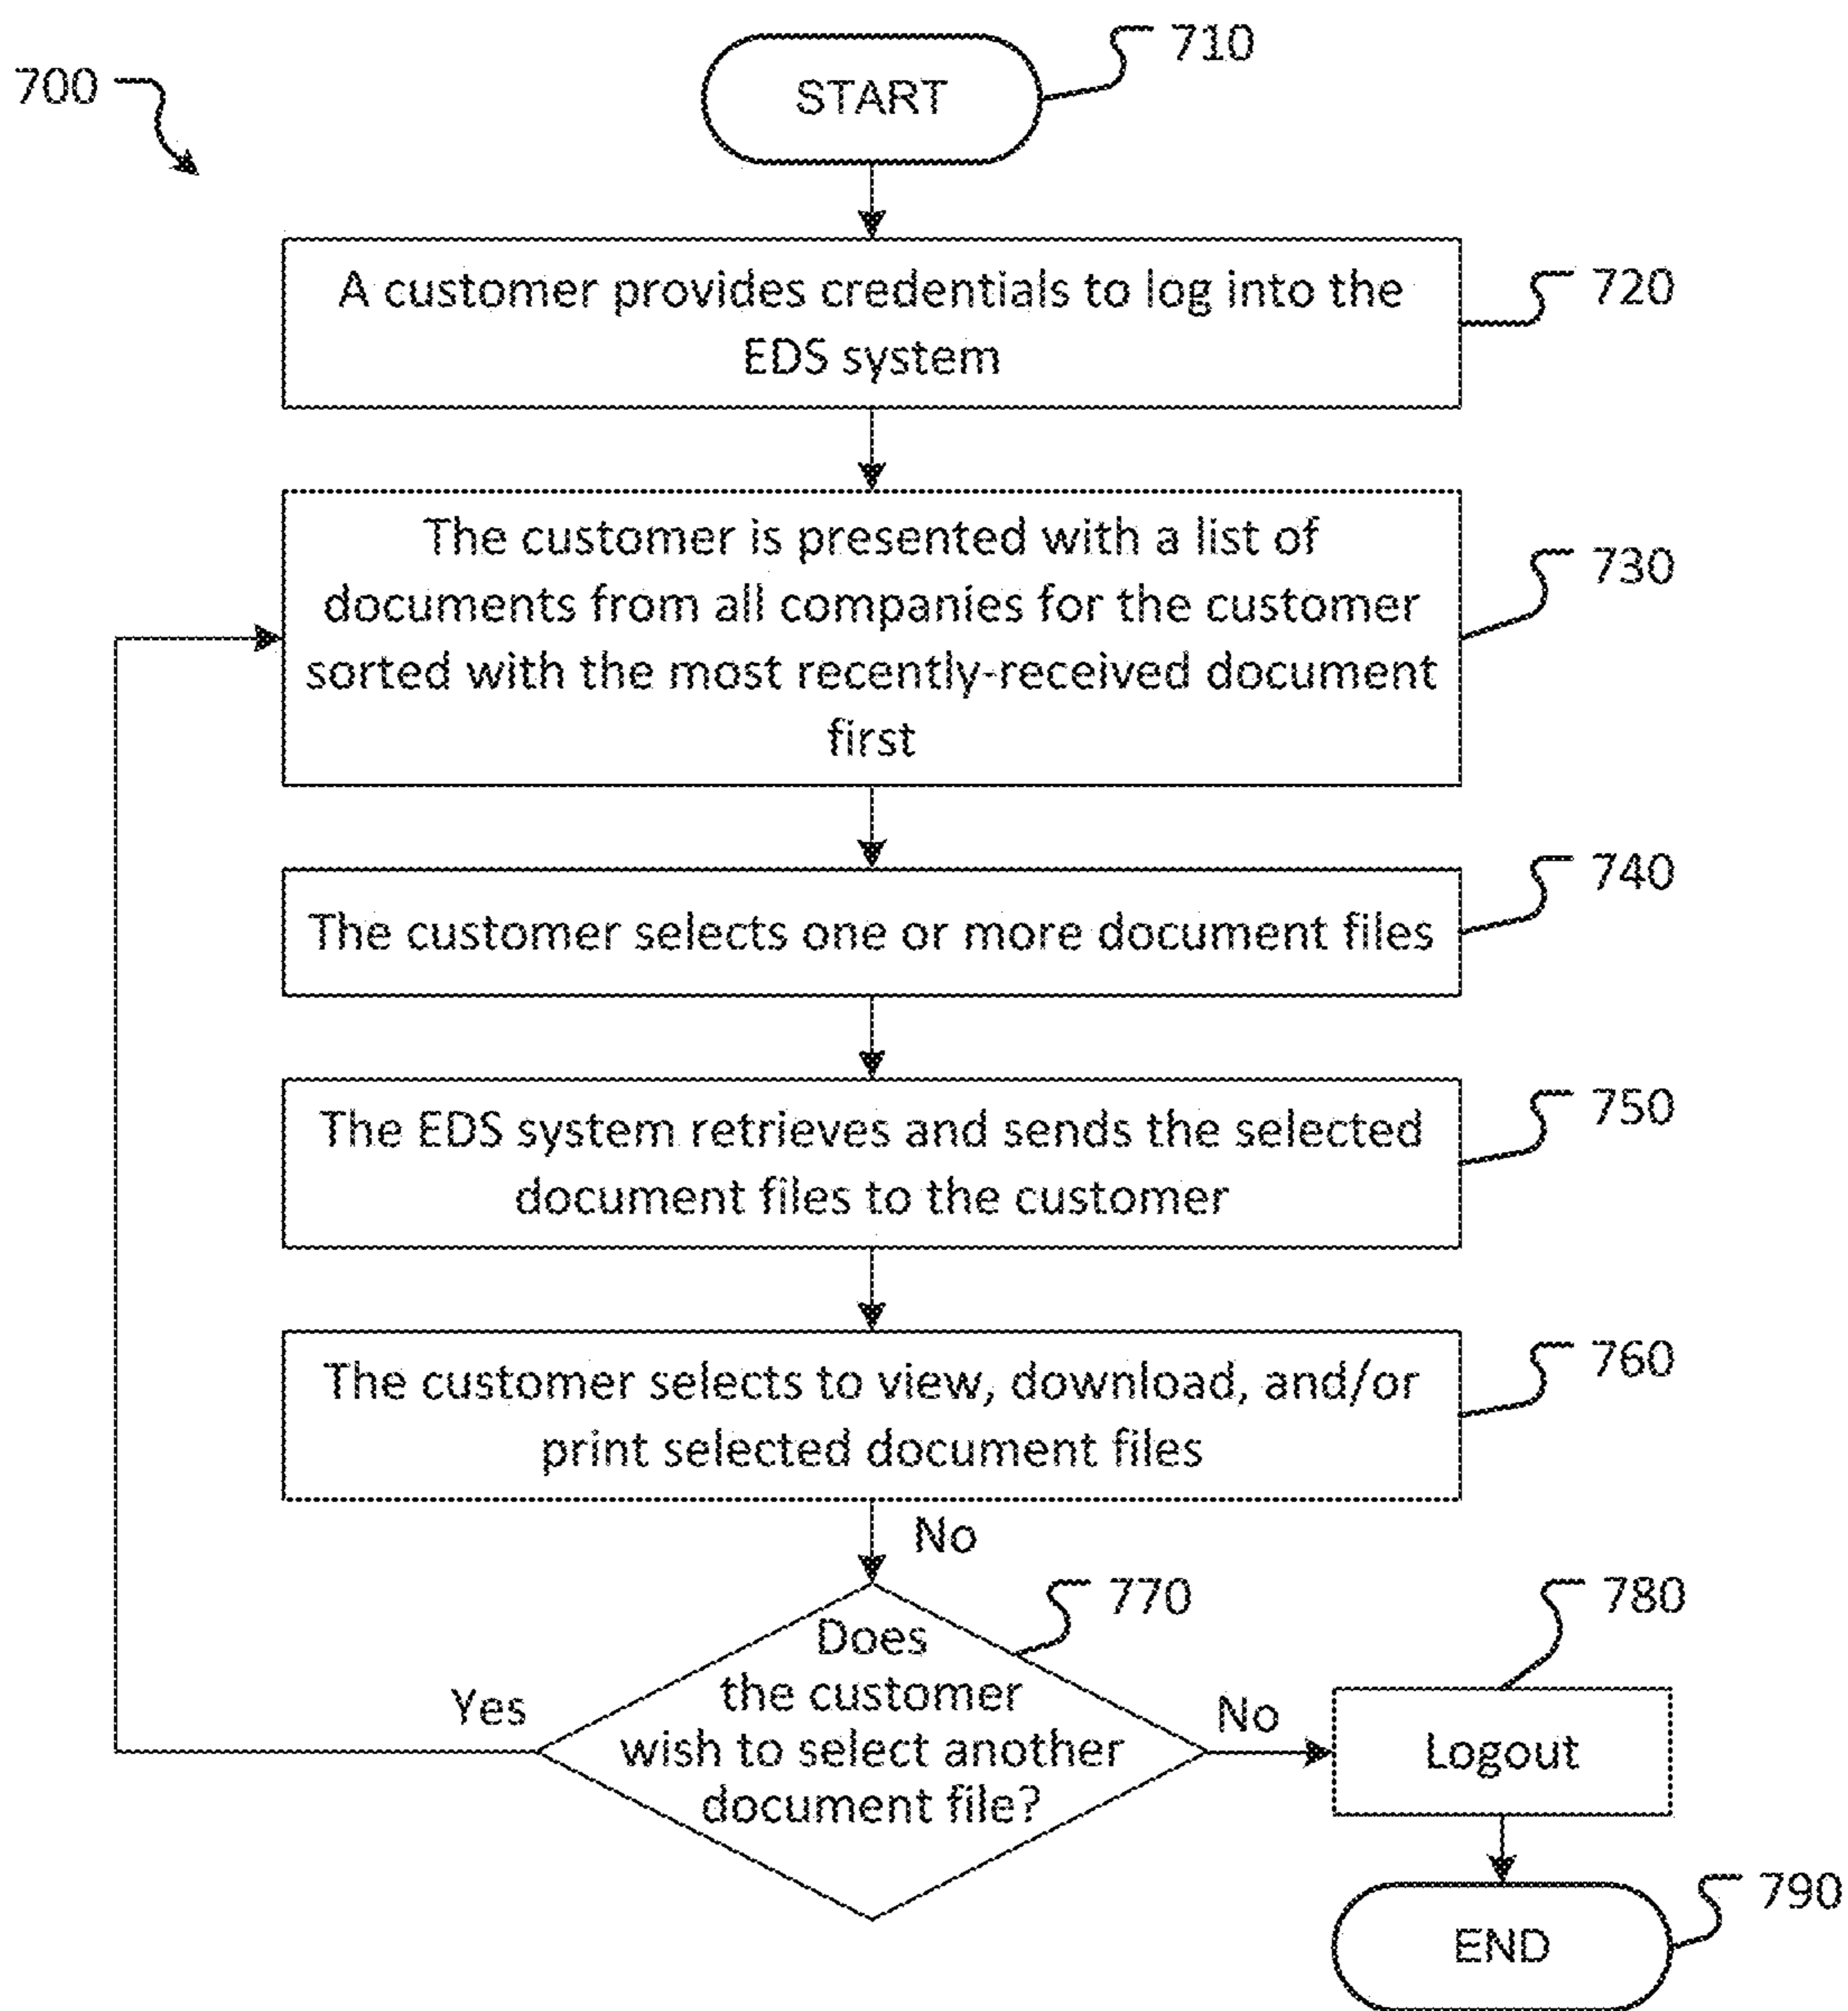 700
START
710
A customer provides credentials to log into the
EDS system
720
The customer is presented with a list of
documents from all companies for the customer
sorted with the most recently-received document
first
730
The customer selects one or more document files
740
The EDS system retrieves and sends the selected
document files to the customer
750
The customer selects to view, download, and/or
print selected document files
760
No
Does
the customer
wish to select another
document file?
770
Yes
No
Logout
780
END
790